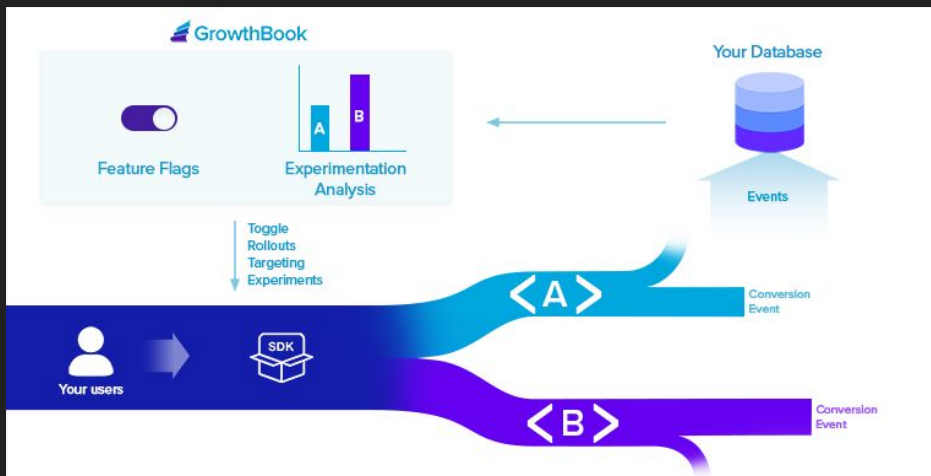 GrowthBook
Your Database
A
B
Feature Flags
Experimentation
Analysis
Events
Toggle
Rollouts
Targeting
Experiments
<A>
Conversion
Event
SDK
Your users
<B>
Conversion
Event